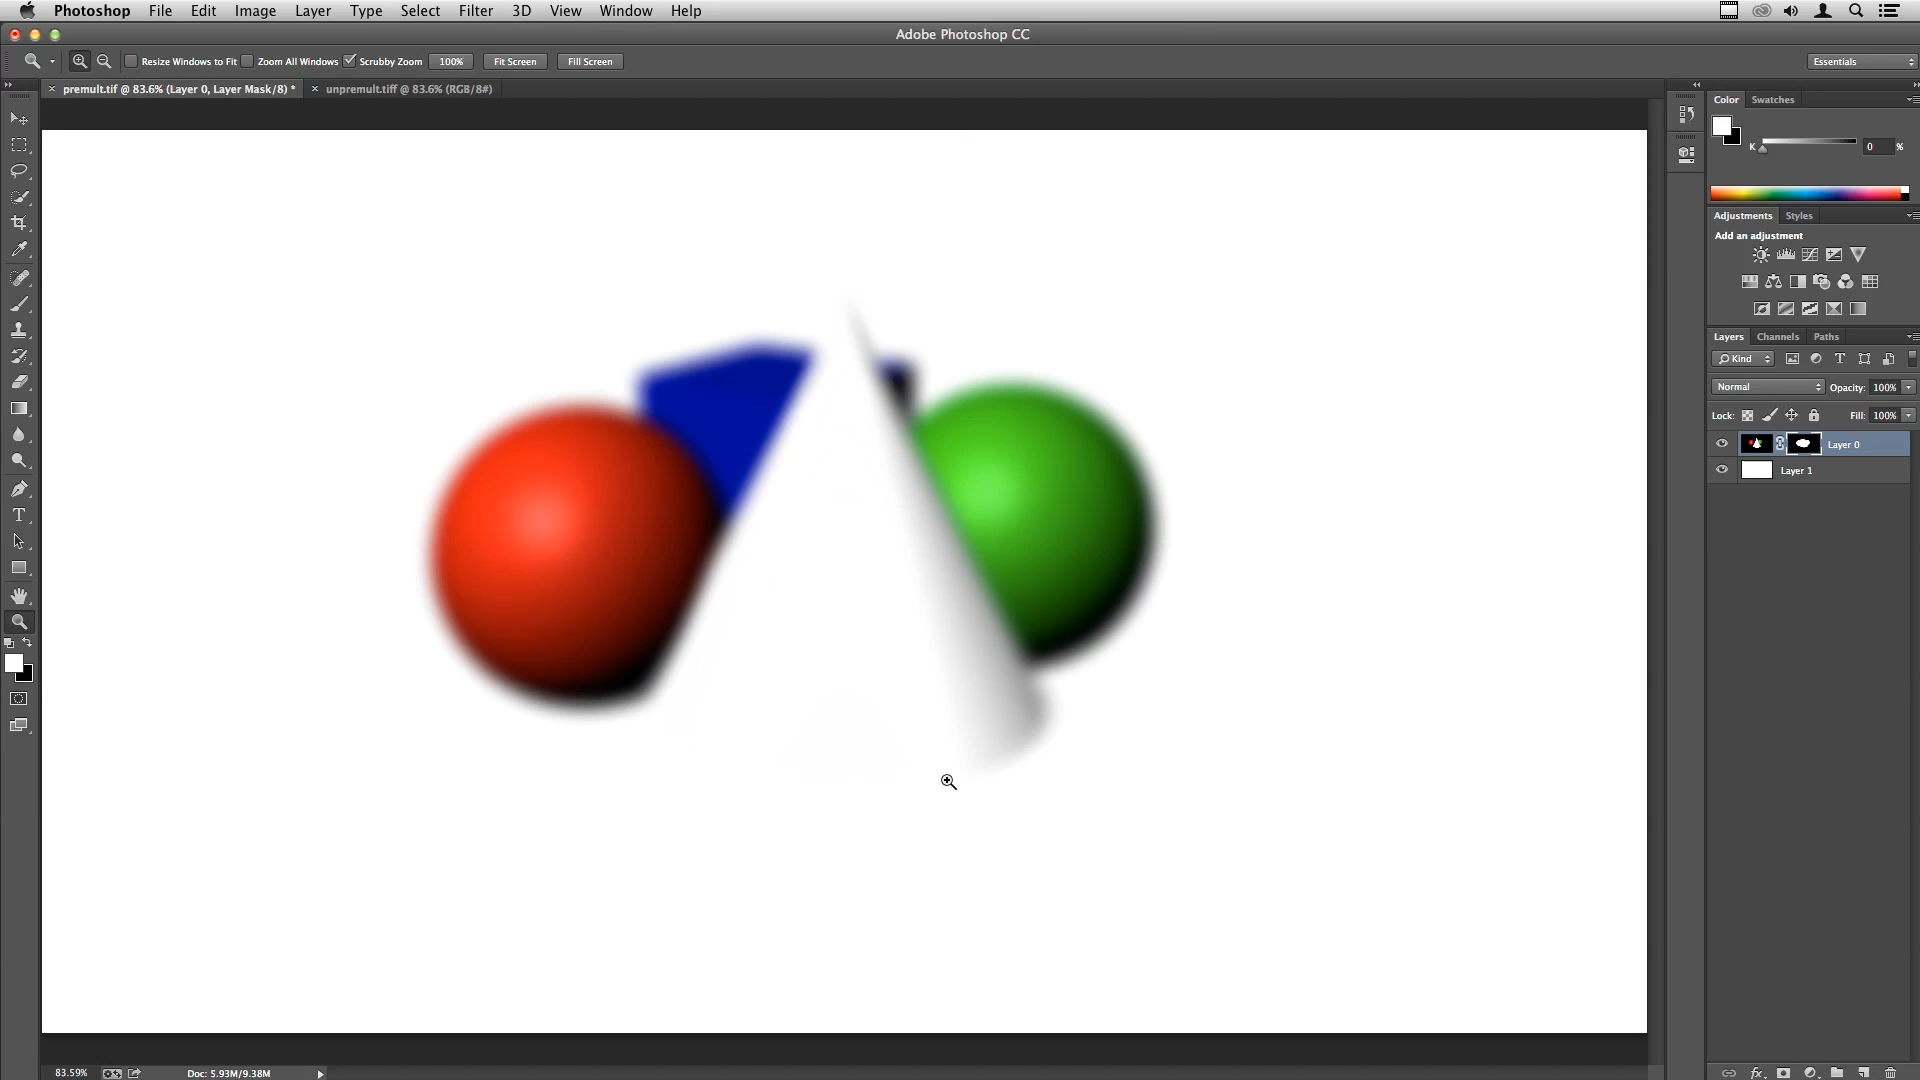 Photoshop File Edit Image Layer Type Select Filter 3D View Window Help
Adobe Photoshop CC
Resize Windows to Fit Zoom All Windows Scrubby Zoom 100% Fit Screen Fill Screen Essentials
premult.tif @ 83.6% (Layer 0, Layer Mask/8) * unpremult.tiff @ 83.6% (RGB/8#)
Color Swatches
K 0 %
Adjustments Styles
Add an adjustment
Layers Channels Paths
Kind
Normal Opacity: 100%
Lock: Fill: 100%
Layer 0
Layer 1
83.59% Doc: 5.93M/9.38M